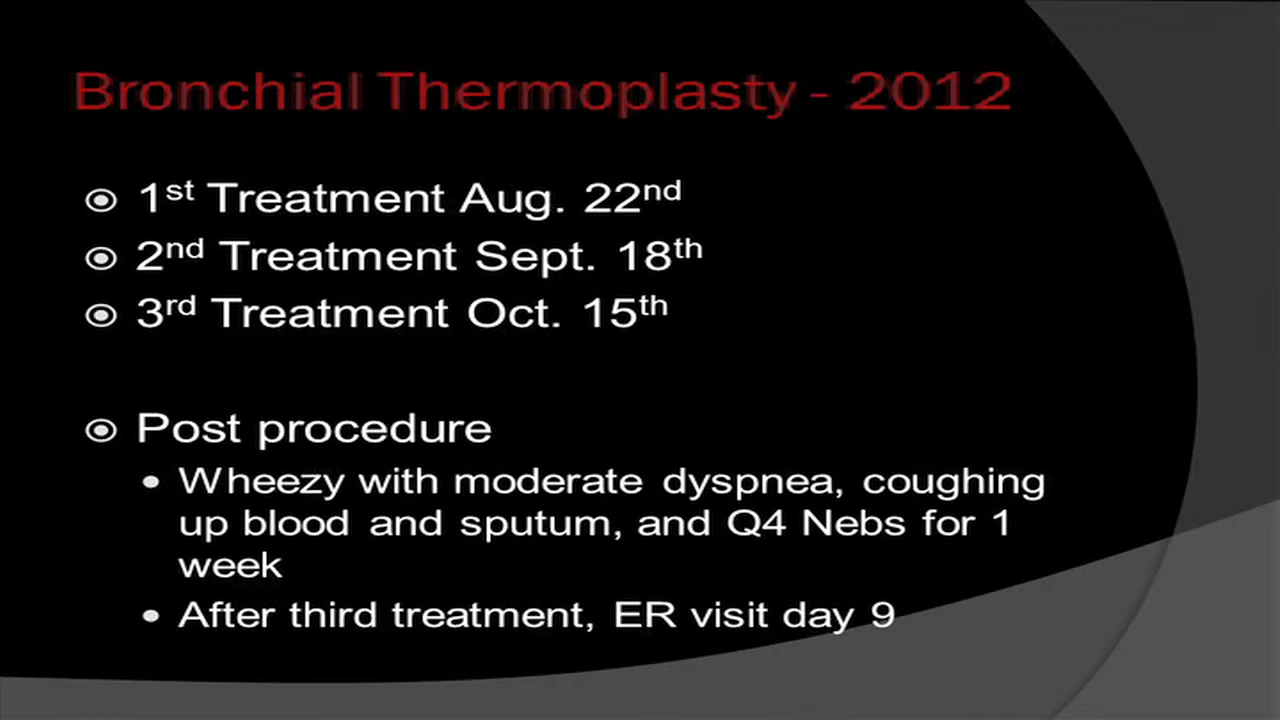 Bronchial Thermoplasty - 2012
1st Treatment Aug. 22nd
2nd Treatment Sept. 18th
3rd Treatment Oct. 15th
Post procedure
Wheezy with moderate dyspnea, coughing
up blood and sputum, and Q4 Nebs for 1
week
After third treatment, ER visit day 9